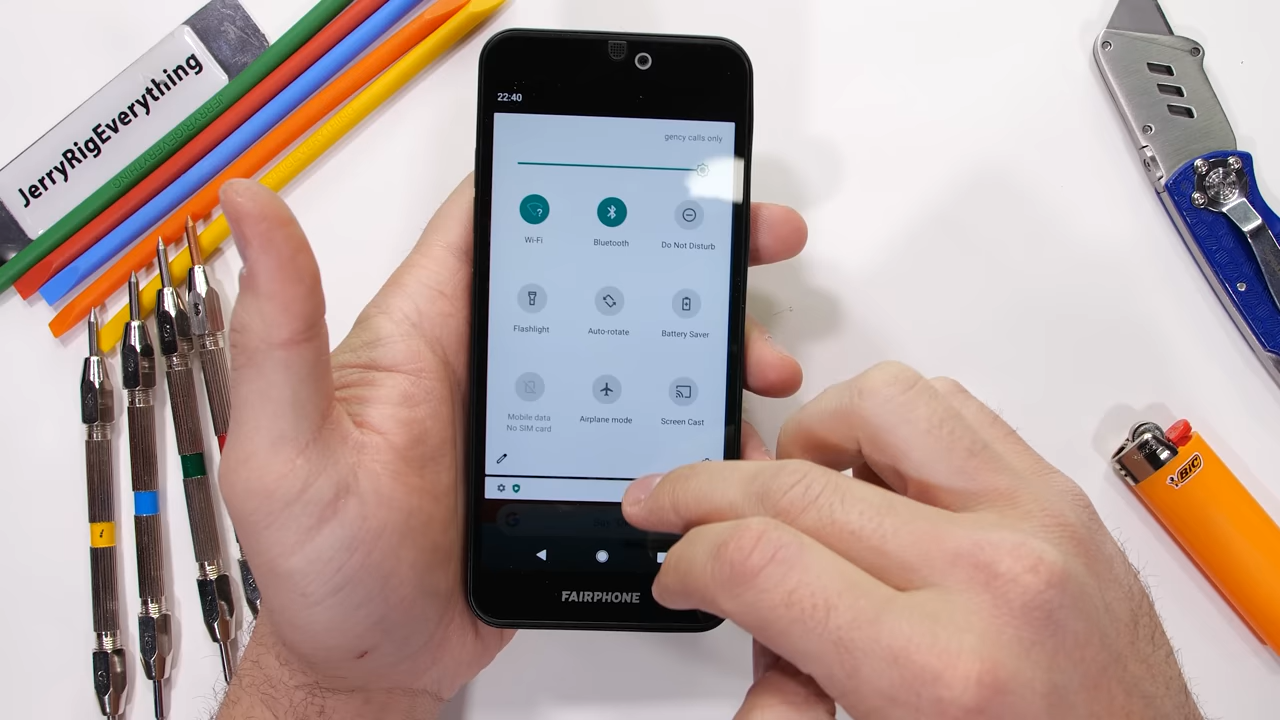 JerryRigEverything
JERRYRIGEVERYTHING
22:40
gency calls only
Wi-Fi
Bluetooth
Do Not Disturb
Flashlight
Auto-rotate
Battery Saver
Mobile data
No SIM card
Airplane mode
Screen Cast
G
FAIRPHONE
BiC